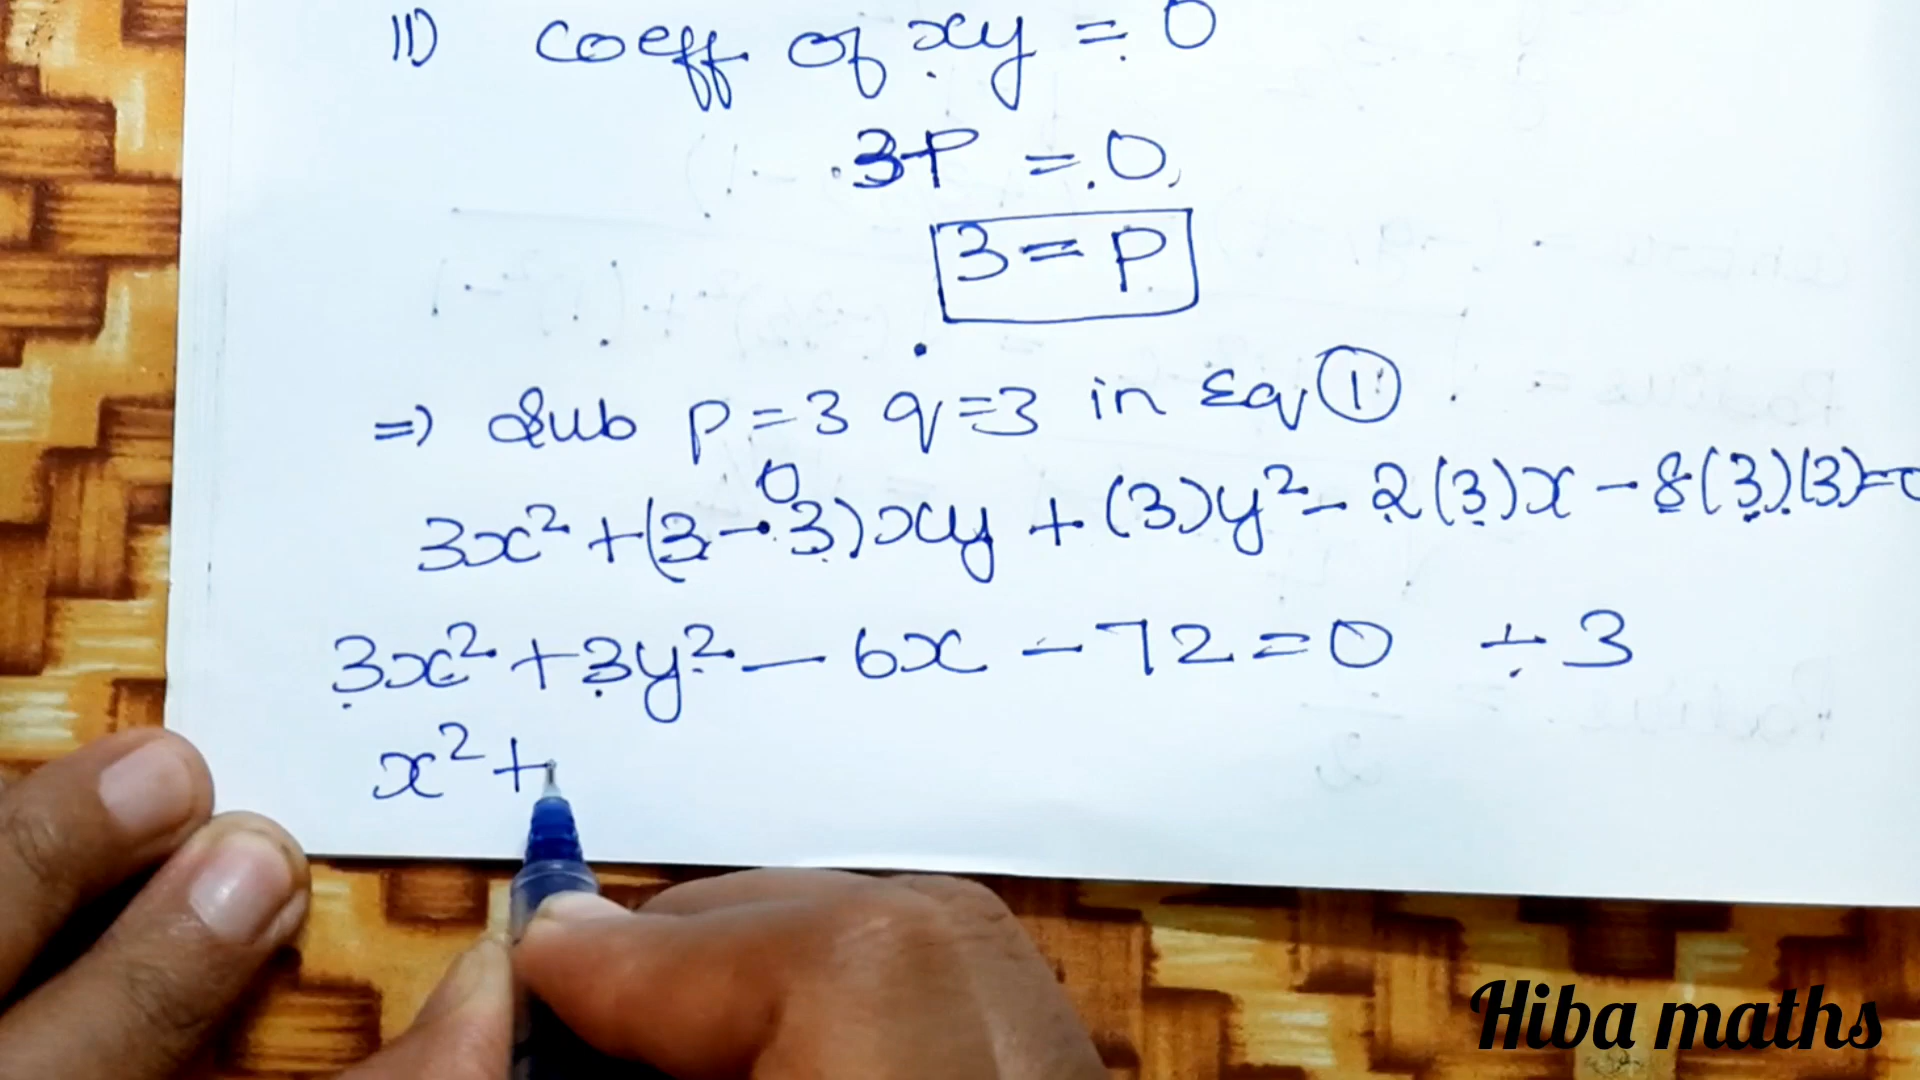 II) coeff of xy = 0
3-P = 0
3 = P
=> Sub p=3 q=3 in Eq ①
0
3x² + (3-3)xy + (3)y² - 2(3)x - 8(3)(3)=0
3x² + 3y² - 6x - 72 = 0 ÷ 3
x² +
Hiba maths